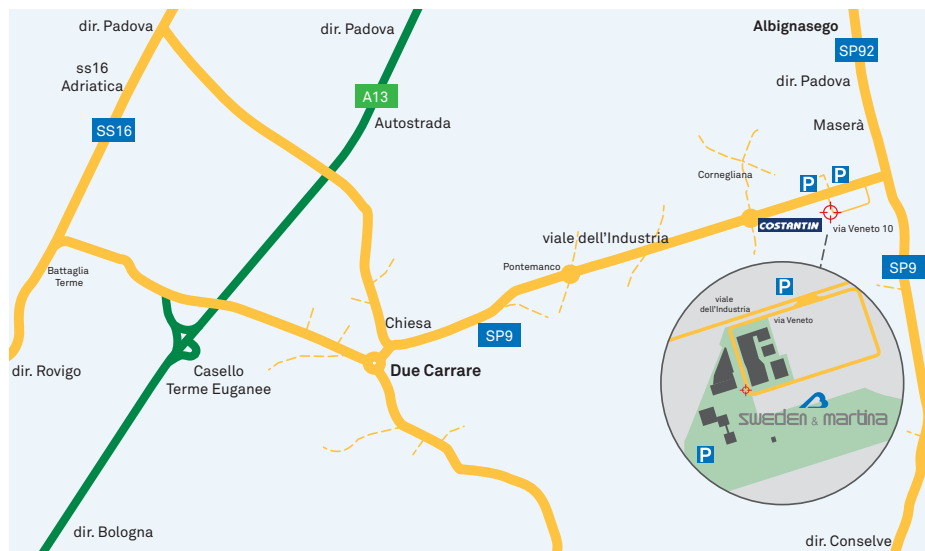 dir. Padova
dir. Padova
Albignasego
SP92
ss16
Adriatica
dir. Padova
A13
Autostrada
SS16
Maserà
Cornegliana
P
P
COSTANTIN
via Veneto 10
viale dell'Industria
Pontemanco
Battaglia
Terme
SP9
P
viale
dell'Industria
via Veneto
Chiesa
SP9
dir. Rovigo
Casello
Terme Euganee
Due Carrare
sweden & martina
P
dir. Bologna
dir. Conselve